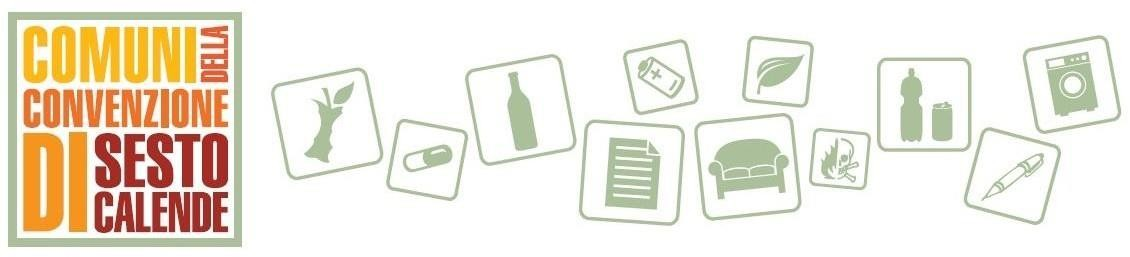 COMUNI DELLA
CONVENZIONE
DI SESTO
CALENDE